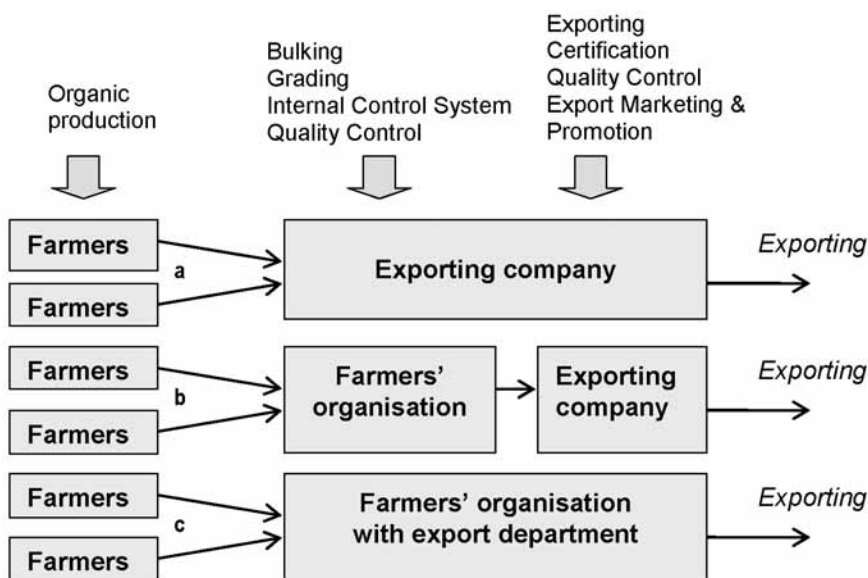 Organic
production
Bulking
Grading
Internal Control System
Quality Control
Exporting
Certification
Quality Control
Export Marketing &
Promotion
Farmers
Farmers
a
Exporting company
Exporting
Farmers
Farmers
b
Farmers’
organisation
Exporting
company
Exporting
Farmers
Farmers
c
Farmers’ organisation
with export department
Exporting